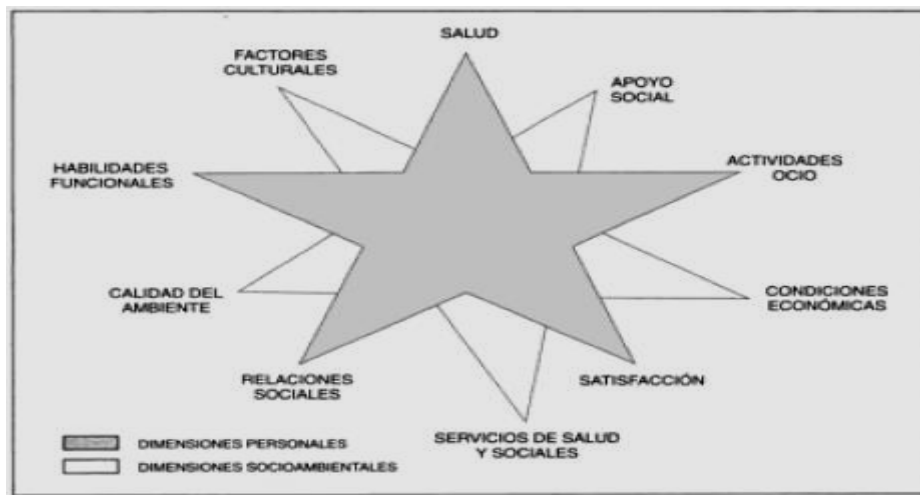 SALUD
FACTORES
CULTURALES
APOYO
SOCIAL
HABILIDADES
FUNCIONALES
ACTIVIDADES
OCIO
CALIDAD DEL
AMBIENTE
CONDICIONES
ECONÓMICAS
RELACIONES
SOCIALES
SATISFACCIÓN
SERVICIOS DE SALUD
Y SOCIALES
DIMENSIONES PERSONALES
DIMENSIONES SOCIOAMBIENTALES